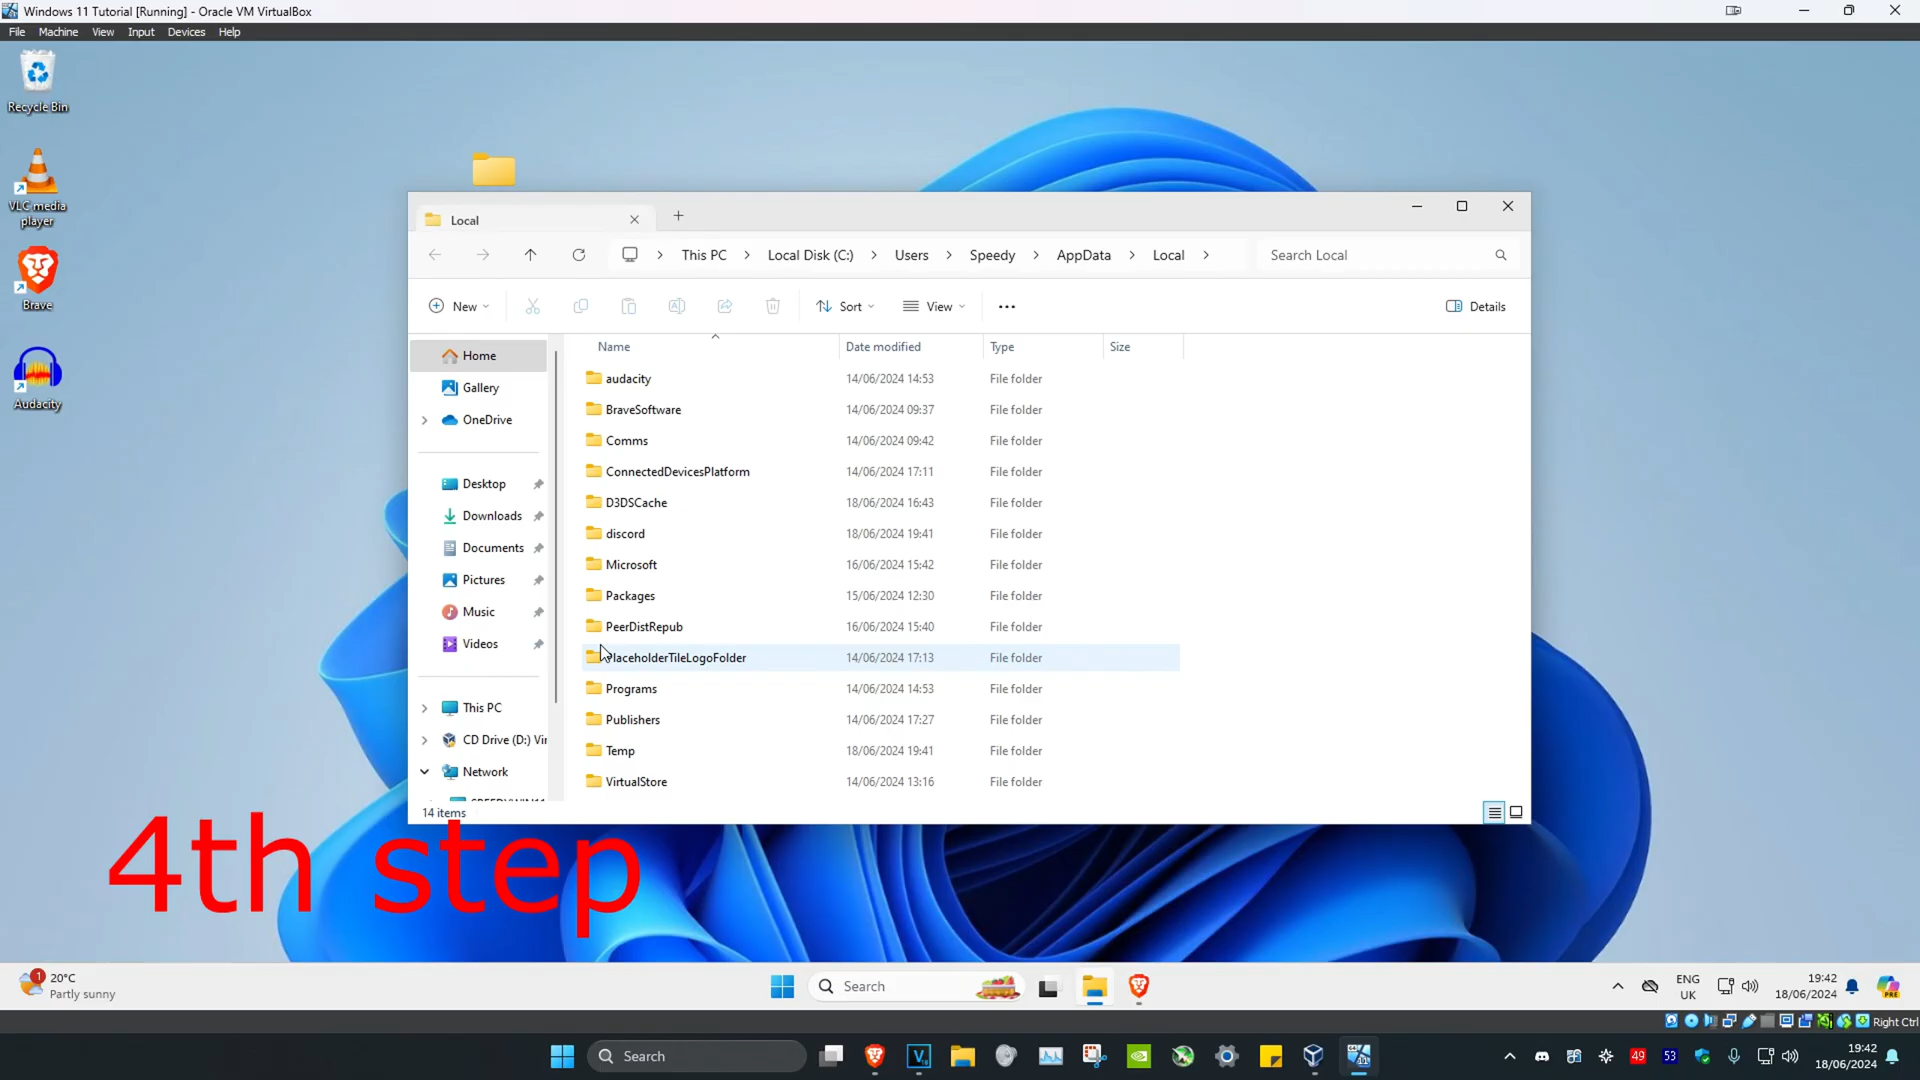 Windows 11 Tutorial [Running] - Oracle VM VirtualBox
File Machine View Input Devices Help
Recycle Bin
VLC media
player
Brave
Audacity
Local
This PC > Local Disk (C:) > Users > Speedy > AppData > Local >
Search Local
New
Sort
View
Details
Home
Gallery
OneDrive
Desktop
Downloads
Documents
Pictures
Music
Videos
This PC
CD Drive (D:) Vir
Network
Name Date modified Type Size
audacity 14/06/2024 14:53 File folder
BraveSoftware 14/06/2024 09:37 File folder
Comms 14/06/2024 09:42 File folder
ConnectedDevicesPlatform 14/06/2024 17:11 File folder
D3DSCache 18/06/2024 16:43 File folder
discord 18/06/2024 19:41 File folder
Microsoft 16/06/2024 15:42 File folder
Packages 15/06/2024 12:30 File folder
PeerDistRepub 16/06/2024 15:40 File folder
PlaceholderTileLogoFolder 14/06/2024 17:13 File folder
Programs 14/06/2024 14:53 File folder
Publishers 14/06/2024 17:27 File folder
Temp 18/06/2024 19:41 File folder
VirtualStore 14/06/2024 13:16 File folder
14 items
4th step
1
20°C
Partly sunny
Search
ENG
UK
19:42
18/06/2024
PRE
Right Ctrl
Search
49
53
19:42
18/06/2024